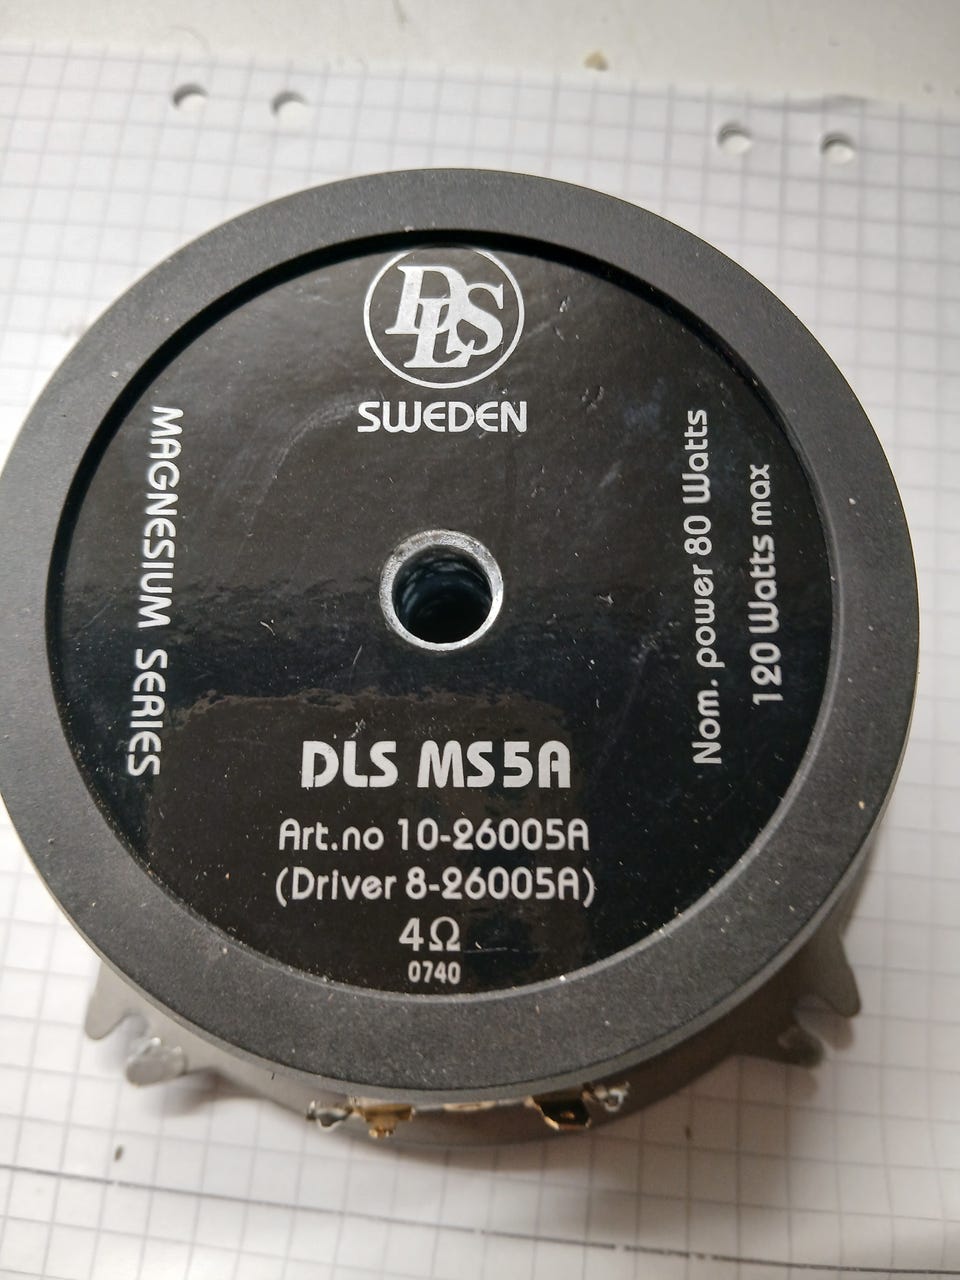 DLS
SWEDEN
MAGNESIUM SERIES
Nom. power 80 Watts
120 Watts max
DLS MS5A
Art.no 10-26005A
(Driver 8-26005A)
4Ω
0740